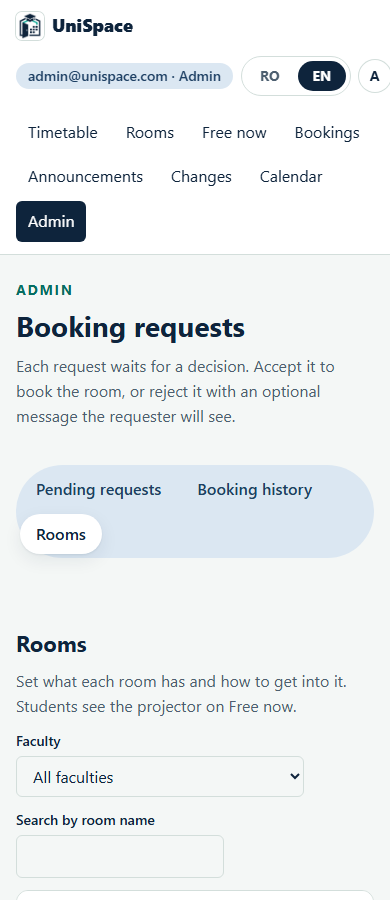 UniSpace
admin@unispace.com · Admin
RO
EN
A
Timetable
Rooms
Free now
Bookings
Announcements
Changes
Calendar
Admin
ADMIN
Booking requests
Each request waits for a decision. Accept it to
book the room, or reject it with an optional
message the requester will see.
Pending requests
Booking history
Rooms
Rooms
Set what each room has and how to get into it.
Students see the projector on Free now.
Faculty
All faculties
Search by room name